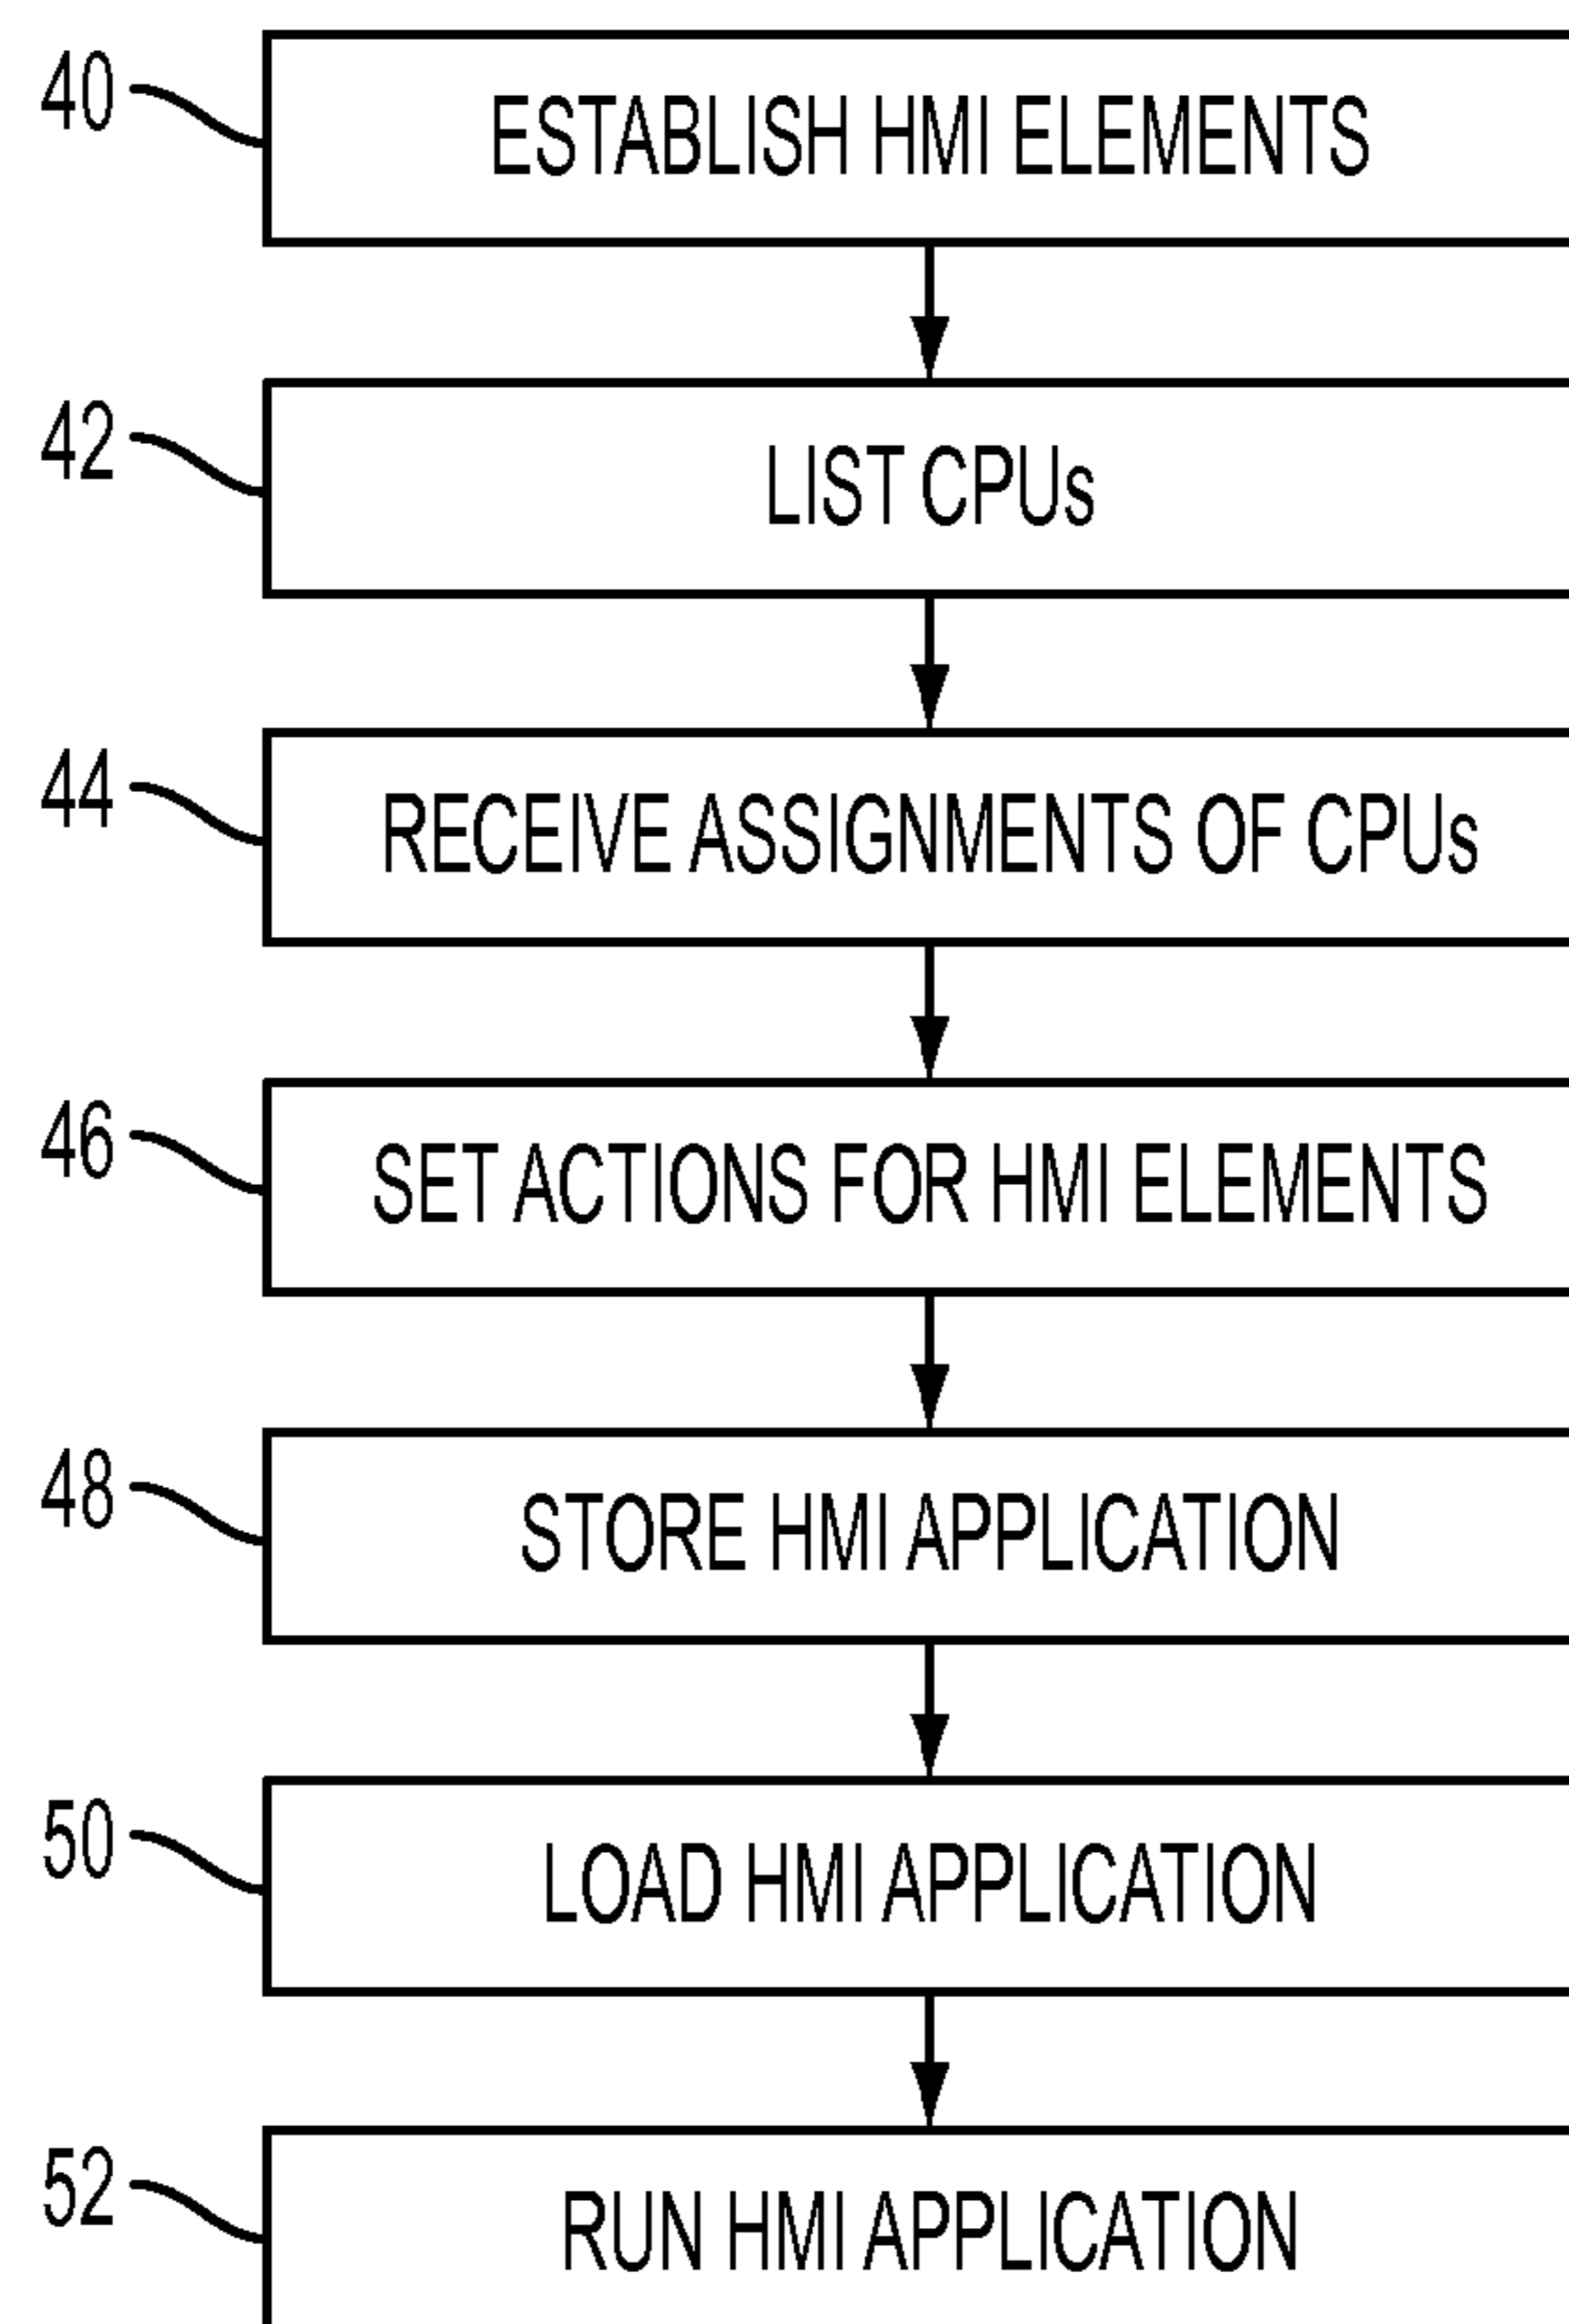 40 ESTABLISH HMI ELEMENTS
42 LIST CPUs
44 RECEIVE ASSIGNMENTS OF CPUs
46 SET ACTIONS FOR HMI ELEMENTS
48 STORE HMI APPLICATION
50 LOAD HMI APPLICATION
52 RUN HMI APPLICATION